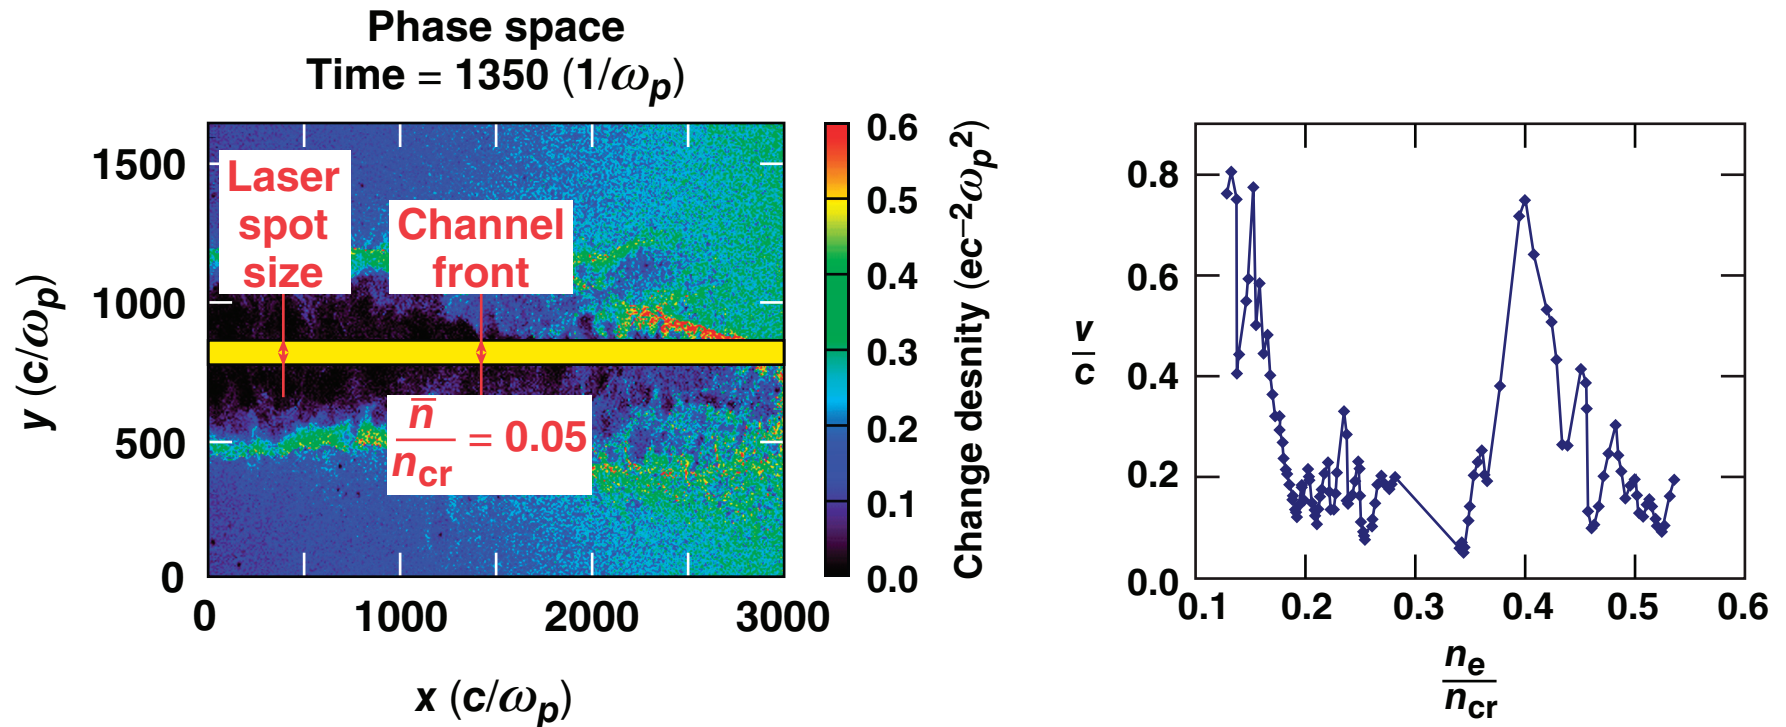 Phase space
Time = 1350 (1/ωp)
1500
1000
500
0
y (c/ωp)
Laser
spot
size
Channel
front
n̅
ncr
= 0.05
0
1000
2000
3000
x (c/ωp)
0.6
0.5
0.4
0.3
0.2
0.1
0.0
Change desnity (ec⁻²ωp²)
0.8
0.6
0.4
0.2
0.0
v
c
0.1
0.2
0.3
0.4
0.5
0.6
ne
ncr